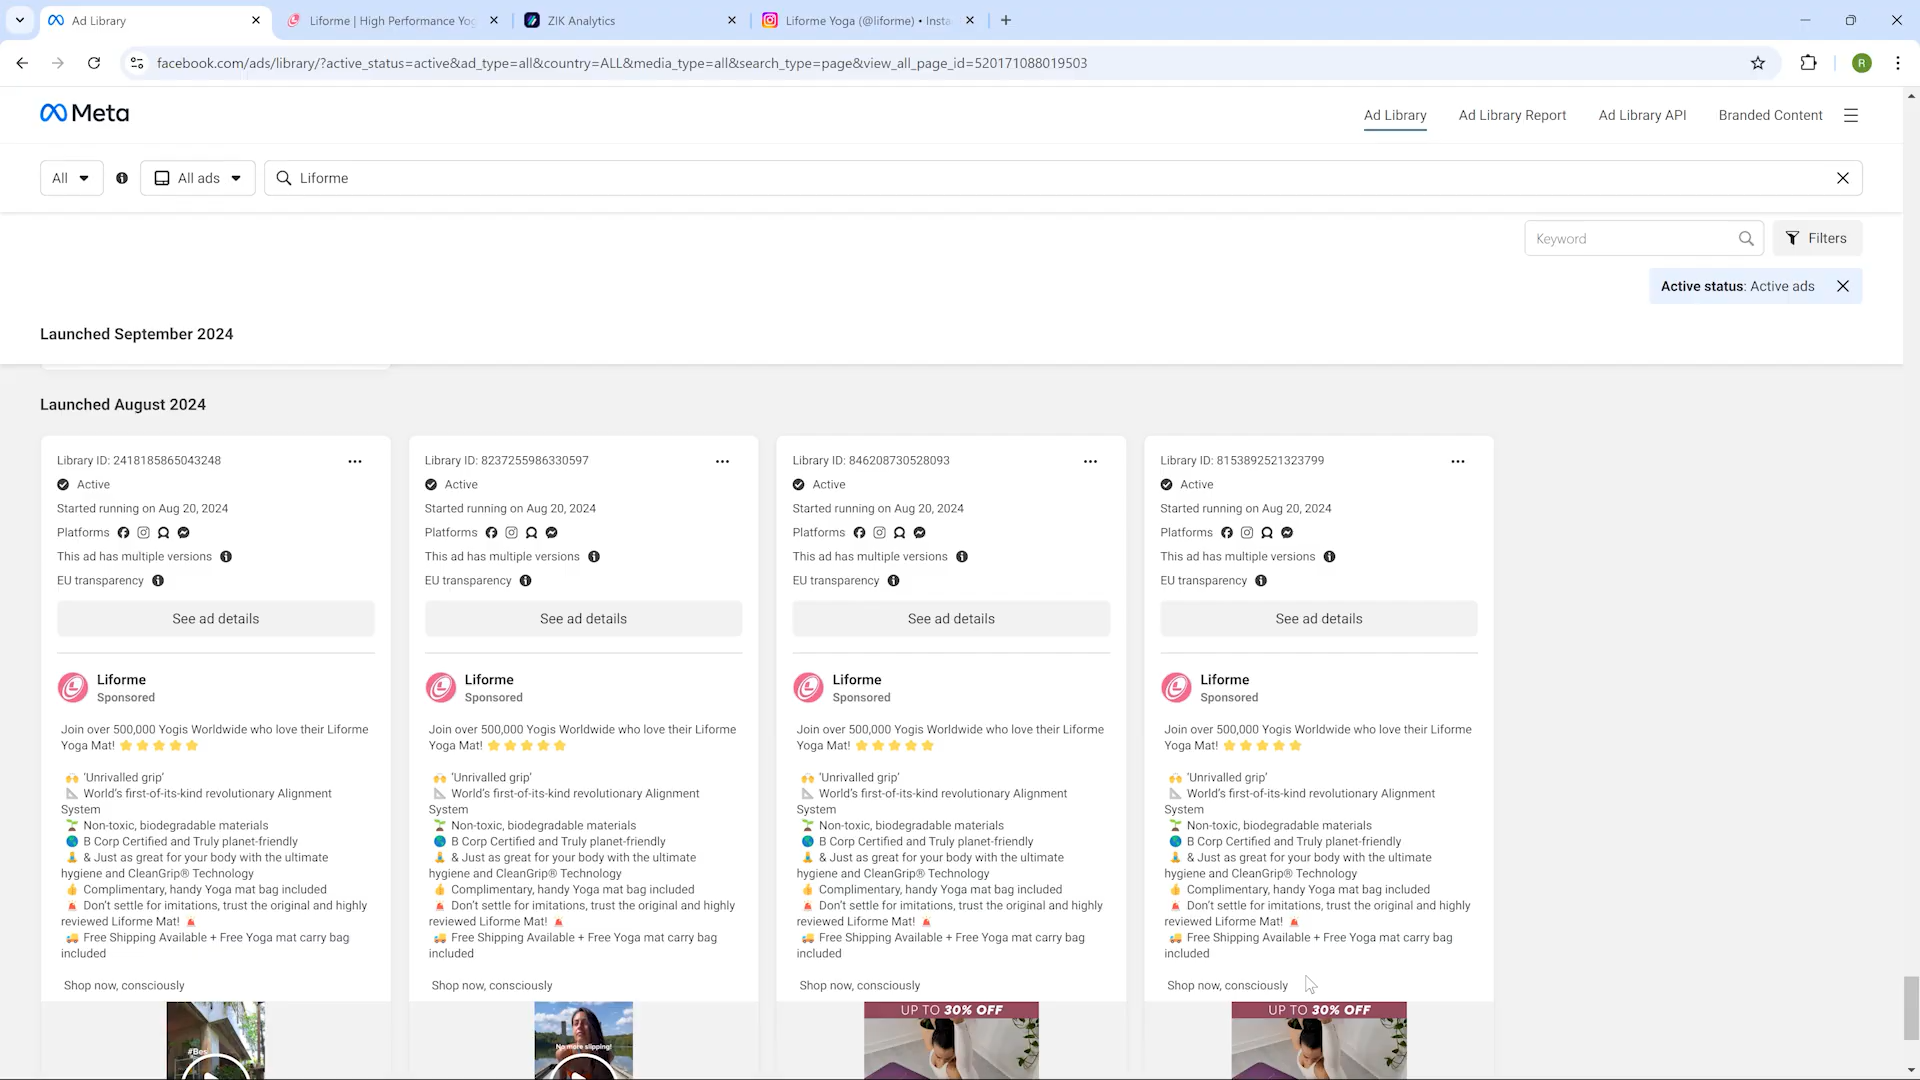 Ad Library
Liforme | High Performance Yog
ZIK Analytics
Liforme Yoga (@liforme) • Insta
facebook.com/ads/library/?active_status=active&ad_type=all&country=ALL&media_type=all&search_type=page&view_all_page_id=520171088019503
R
Meta
Ad Library
Ad Library Report
Ad Library API
Branded Content
All
All ads
Liforme
Keyword
Filters
Active status: Active ads
Launched September 2024
Launched August 2024
Library ID: 2418185865043248
Active
Started running on Aug 20, 2024
Platforms
This ad has multiple versions
EU transparency
See ad details
Liforme
Sponsored
Join over 500,000 Yogis Worldwide who love their Liforme
Yoga Mat! ⭐⭐⭐⭐⭐
🙌 'Unrivalled grip'
📐 World's first-of-its-kind revolutionary Alignment
System
🌱 Non-toxic, biodegradable materials
🌎 B Corp Certified and Truly planet-friendly
🧘 & Just as great for your body with the ultimate
hygiene and CleanGrip® Technology
👍 Complimentary, handy Yoga mat bag included
🚨 Don't settle for imitations, trust the original and highly
reviewed Liforme Mat! 🚨
🚚 Free Shipping Available + Free Yoga mat carry bag
included
Shop now, consciously
#Bes
Library ID: 8237255986330597
Active
Started running on Aug 20, 2024
Platforms
This ad has multiple versions
EU transparency
See ad details
Liforme
Sponsored
Join over 500,000 Yogis Worldwide who love their Liforme
Yoga Mat! ⭐⭐⭐⭐⭐
🙌 'Unrivalled grip'
📐 World's first-of-its-kind revolutionary Alignment
System
🌱 Non-toxic, biodegradable materials
🌎 B Corp Certified and Truly planet-friendly
🧘 & Just as great for your body with the ultimate
hygiene and CleanGrip® Technology
👍 Complimentary, handy Yoga mat bag included
🚨 Don't settle for imitations, trust the original and highly
reviewed Liforme Mat! 🚨
🚚 Free Shipping Available + Free Yoga mat carry bag
included
Shop now, consciously
No more slipping!
Library ID: 846208730528093
Active
Started running on Aug 20, 2024
Platforms
This ad has multiple versions
EU transparency
See ad details
Liforme
Sponsored
Join over 500,000 Yogis Worldwide who love their Liforme
Yoga Mat! ⭐⭐⭐⭐⭐
🙌 'Unrivalled grip'
📐 World's first-of-its-kind revolutionary Alignment
System
🌱 Non-toxic, biodegradable materials
🌎 B Corp Certified and Truly planet-friendly
🧘 & Just as great for your body with the ultimate
hygiene and CleanGrip® Technology
👍 Complimentary, handy Yoga mat bag included
🚨 Don't settle for imitations, trust the original and highly
reviewed Liforme Mat! 🚨
🚚 Free Shipping Available + Free Yoga mat carry bag
included
Shop now, consciously
UP TO 30% OFF
Library ID: 8153892521323799
Active
Started running on Aug 20, 2024
Platforms
This ad has multiple versions
EU transparency
See ad details
Liforme
Sponsored
Join over 500,000 Yogis Worldwide who love their Liforme
Yoga Mat! ⭐⭐⭐⭐⭐
🙌 'Unrivalled grip'
📐 World's first-of-its-kind revolutionary Alignment
System
🌱 Non-toxic, biodegradable materials
🌎 B Corp Certified and Truly planet-friendly
🧘 & Just as great for your body with the ultimate
hygiene and CleanGrip® Technology
👍 Complimentary, handy Yoga mat bag included
🚨 Don't settle for imitations, trust the original and highly
reviewed Liforme Mat! 🚨
🚚 Free Shipping Available + Free Yoga mat carry bag
included
Shop now, consciously
UP TO 30% OFF